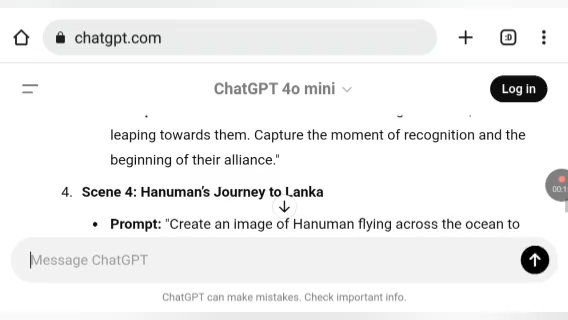 chatgpt.com
:D
ChatGPT 4o mini
Log in
leaping towards them. Capture the moment of recognition and the
beginning of their alliance."
4. Scene 4: Hanuman's Journey to Lanka
• Prompt: "Create an image of Hanuman flying across the ocean to
Message ChatGPT
ChatGPT can make mistakes. Check important info.